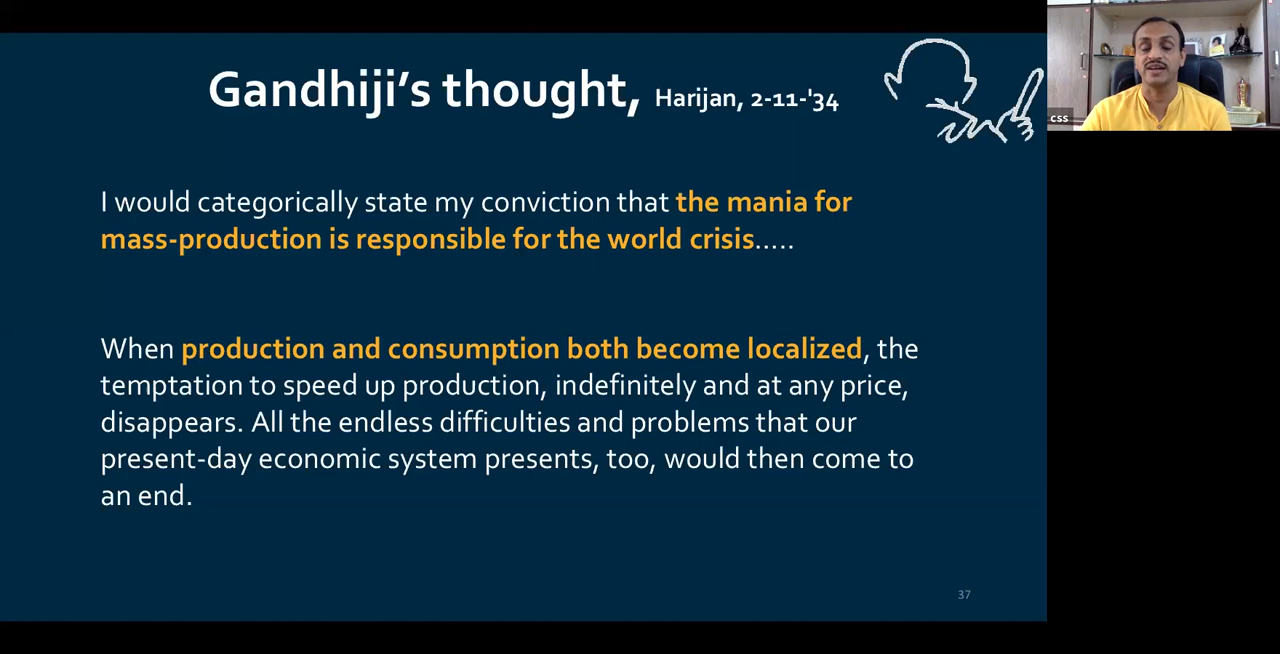 Gandhiji’s thought, Harijan, 2-11-'34
I would categorically state my conviction that the mania for
mass-production is responsible for the world crisis…..
When production and consumption both become localized, the
temptation to speed up production, indefinitely and at any price,
disappears. All the endless difficulties and problems that our
present-day economic system presents, too, would then come to
an end.
37
css